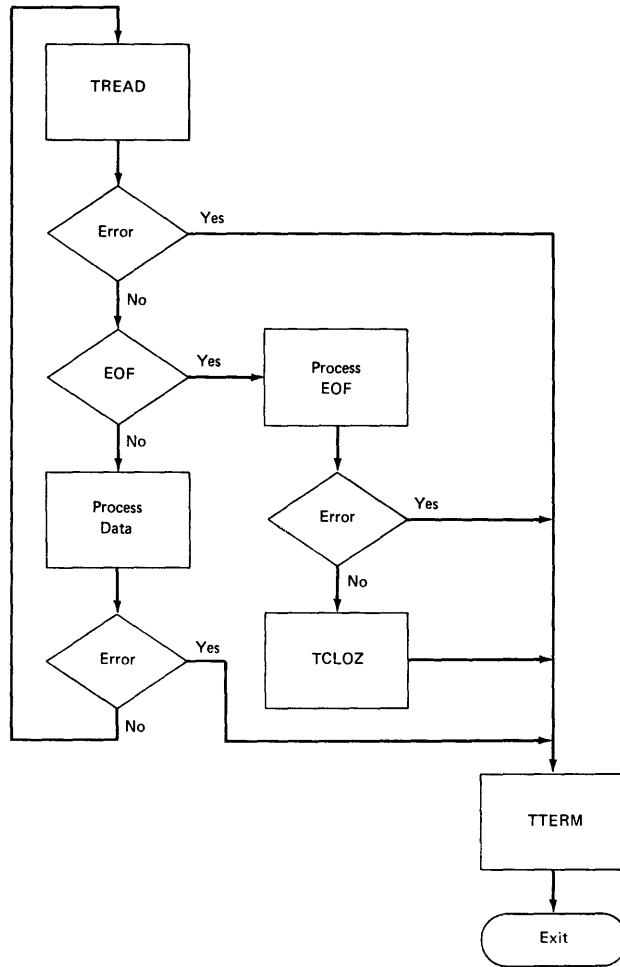 TREAD
Error
Yes
No
EOF
Yes
Process
EOF
No
Process
Data
Error
Yes
No
Error
Yes
TCLOZ
No
TTERM
Exit